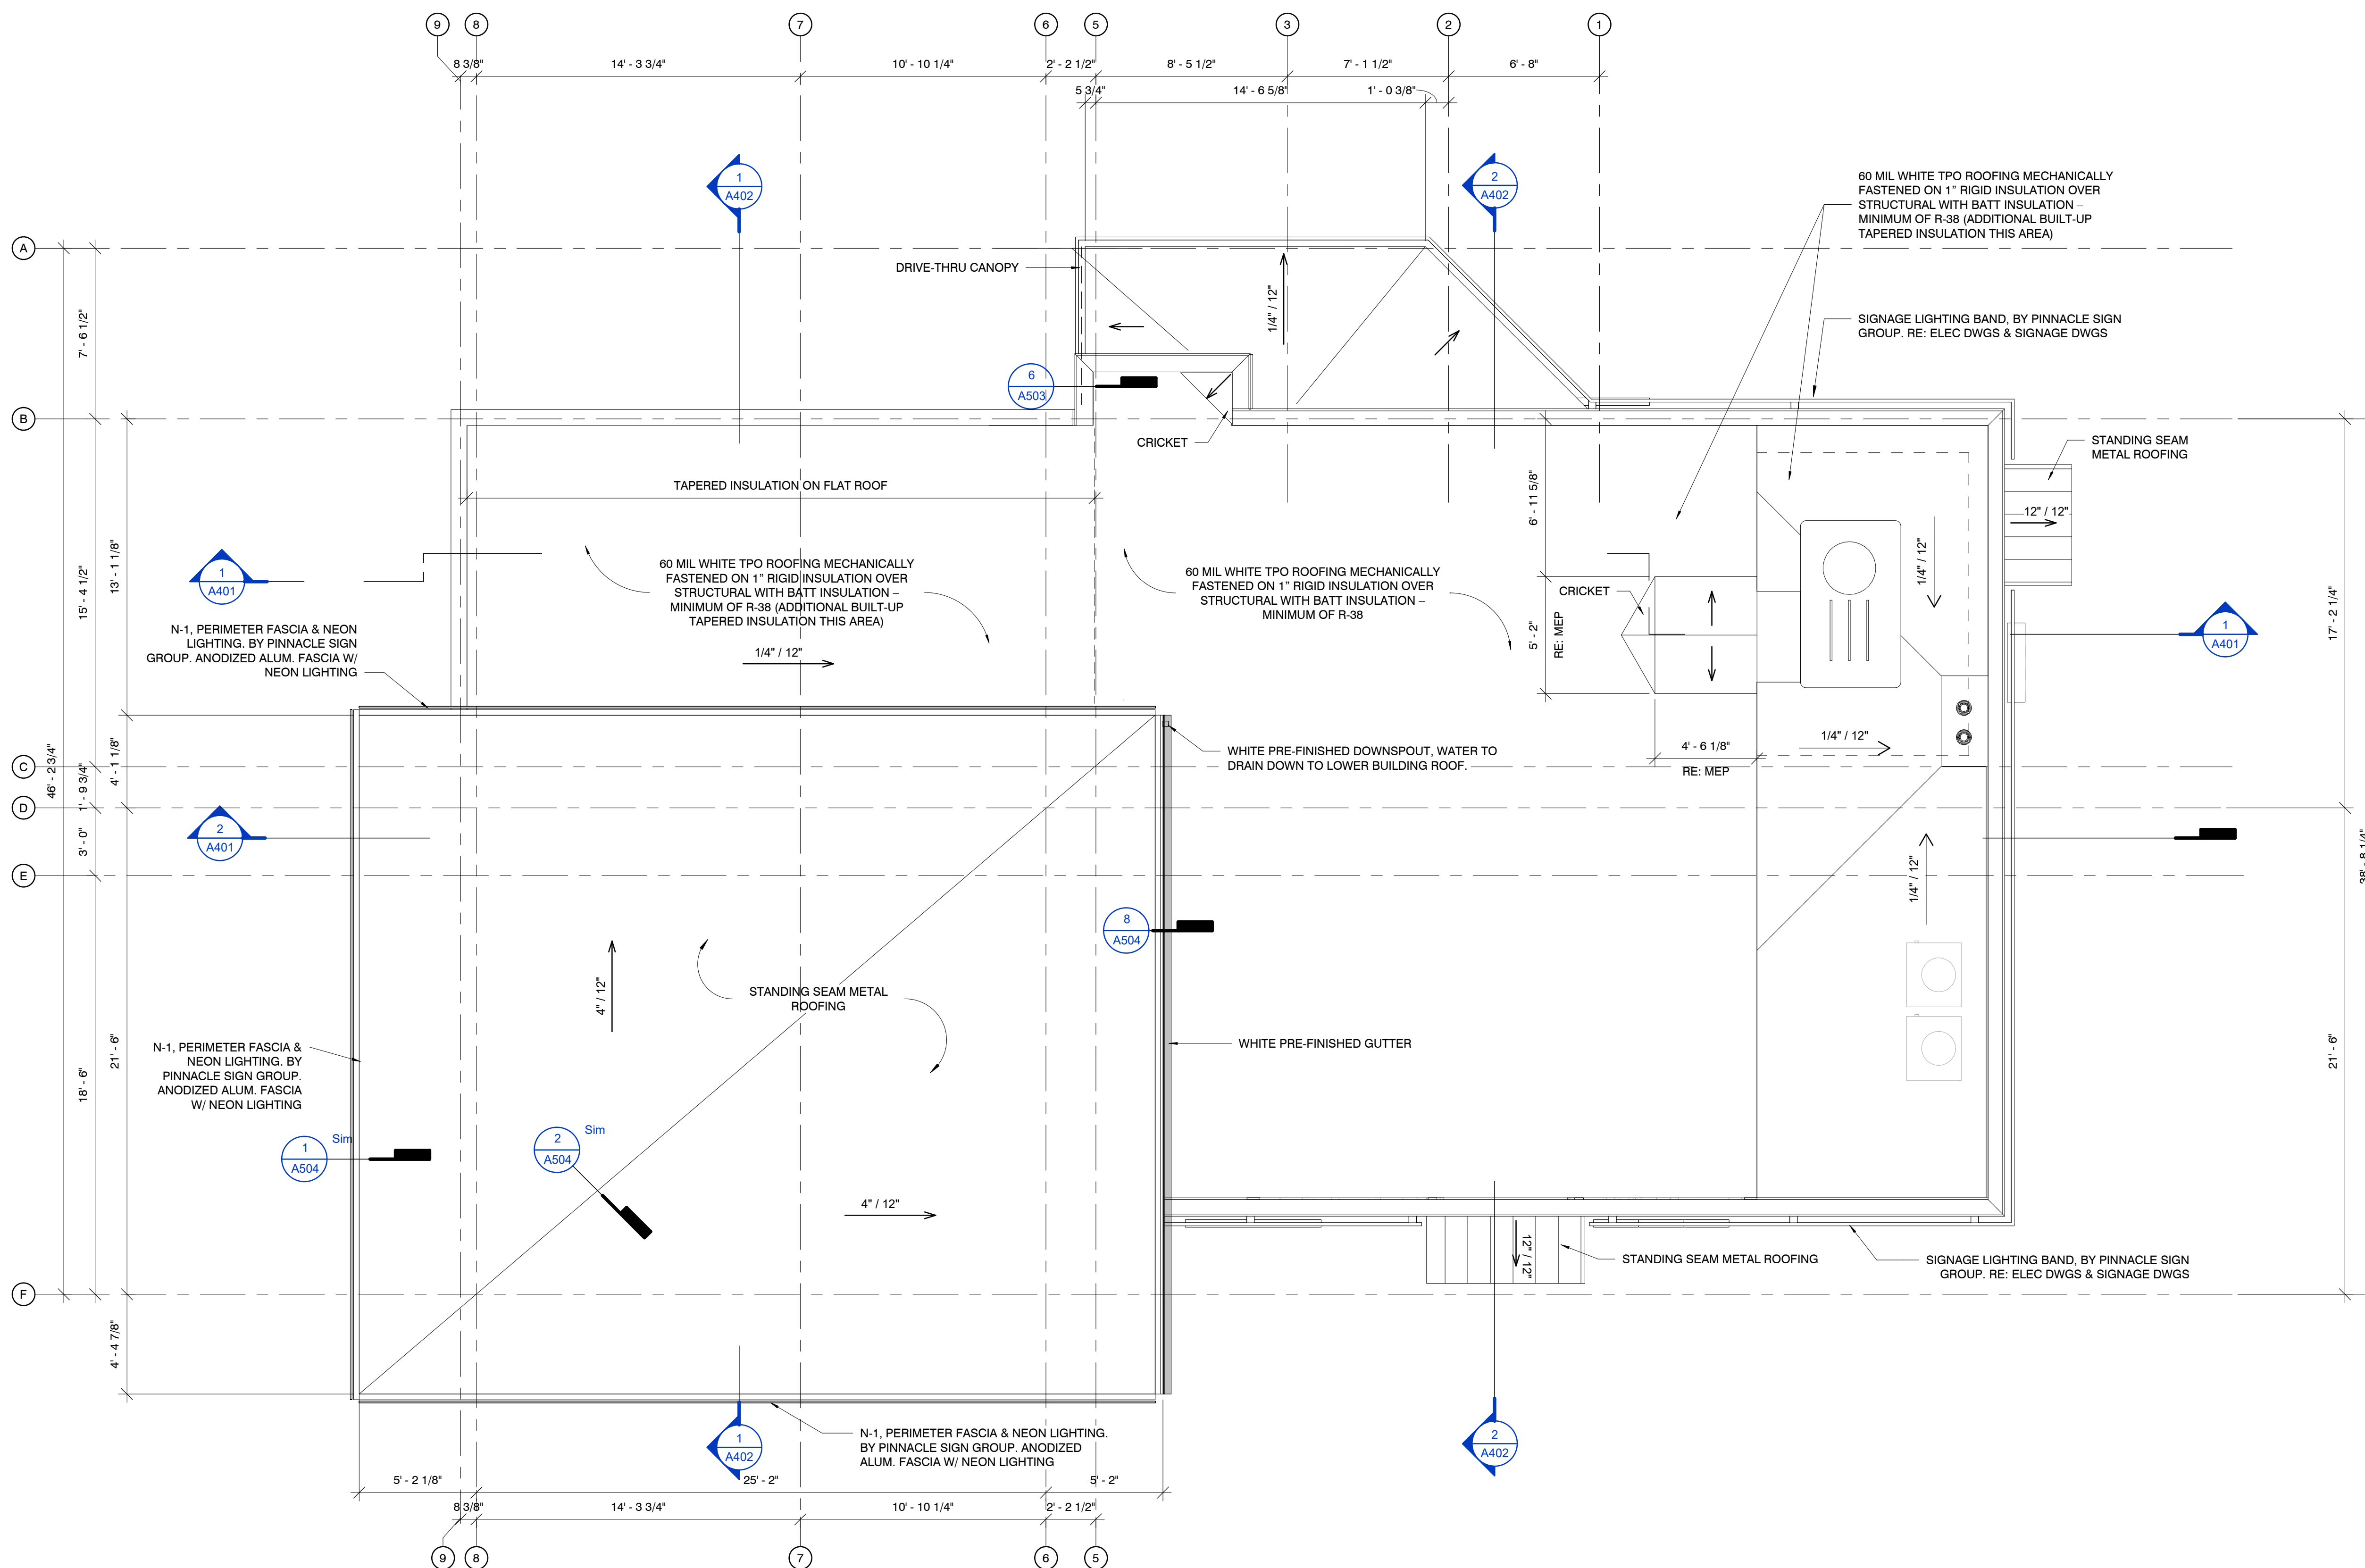 9
8
7
6
5
3
2
1
8 3/8"
14' - 3 3/4"
10' - 10 1/4"
2' - 2 1/2"
8' - 5 1/2"
7' - 1 1/2"
6' - 8"
5 3/4"
14' - 6 5/8"
1' - 0 3/8"
1
A402
2
A402
60 MIL WHITE TPO ROOFING MECHANICALLY
FASTENED ON 1” RIGID INSULATION OVER
STRUCTURAL WITH BATT INSULATION –
MINIMUM OF R-38 (ADDITIONAL BUILT-UP
TAPERED INSULATION THIS AREA)
A
DRIVE-THRU CANOPY
1/4" / 12"
7' - 6 1/2"
SIGNAGE LIGHTING BAND, BY PINNACLE SIGN
GROUP. RE: ELEC DWGS & SIGNAGE DWGS
6
A503
B
CRICKET
STANDING SEAM
METAL ROOFING
TAPERED INSULATION ON FLAT ROOF
6' - 11 5/8"
12" / 12"
1/4" / 12"
15' - 4 1/2"
13' - 1 1/8"
1
A401
60 MIL WHITE TPO ROOFING MECHANICALLY
FASTENED ON 1” RIGID INSULATION OVER
STRUCTURAL WITH BATT INSULATION –
MINIMUM OF R-38 (ADDITIONAL BUILT-UP
TAPERED INSULATION THIS AREA)
60 MIL WHITE TPO ROOFING MECHANICALLY
FASTENED ON 1” RIGID INSULATION OVER
STRUCTURAL WITH BATT INSULATION –
MINIMUM OF R-38
CRICKET
5' - 2"
RE: MEP
1
A401
17' - 2 1/4"
N-1, PERIMETER FASCIA & NEON
LIGHTING. BY PINNACLE SIGN
GROUP. ANODIZED ALUM. FASCIA W/
NEON LIGHTING
1/4" / 12"
WHITE PRE-FINISHED DOWNSPOUT, WATER TO
DRAIN DOWN TO LOWER BUILDING ROOF.
4' - 6 1/8"
RE: MEP
1/4" / 12"
46' - 2 3/4"
1' - 9 3/4"
4' - 1 1/8"
C
D
3' - 0"
2
A401
E
38' - 8 1/4"
1/4" / 12"
8
A504
4" / 12"
STANDING SEAM METAL
ROOFING
WHITE PRE-FINISHED GUTTER
18' - 6"
21' - 6"
21' - 6"
N-1, PERIMETER FASCIA &
NEON LIGHTING. BY
PINNACLE SIGN GROUP.
ANODIZED ALUM. FASCIA
W/ NEON LIGHTING
1
A504
Sim
2
A504
Sim
4" / 12"
12" / 12"
STANDING SEAM METAL ROOFING
SIGNAGE LIGHTING BAND, BY PINNACLE SIGN
GROUP. RE: ELEC DWGS & SIGNAGE DWGS
F
4' - 4 7/8"
1
A402
N-1, PERIMETER FASCIA & NEON LIGHTING.
BY PINNACLE SIGN GROUP. ANODIZED
ALUM. FASCIA W/ NEON LIGHTING
2
A402
5' - 2 1/8"
25' - 2"
5' - 2"
8 3/8"
14' - 3 3/4"
10' - 10 1/4"
2' - 2 1/2"
9
8
7
6
5